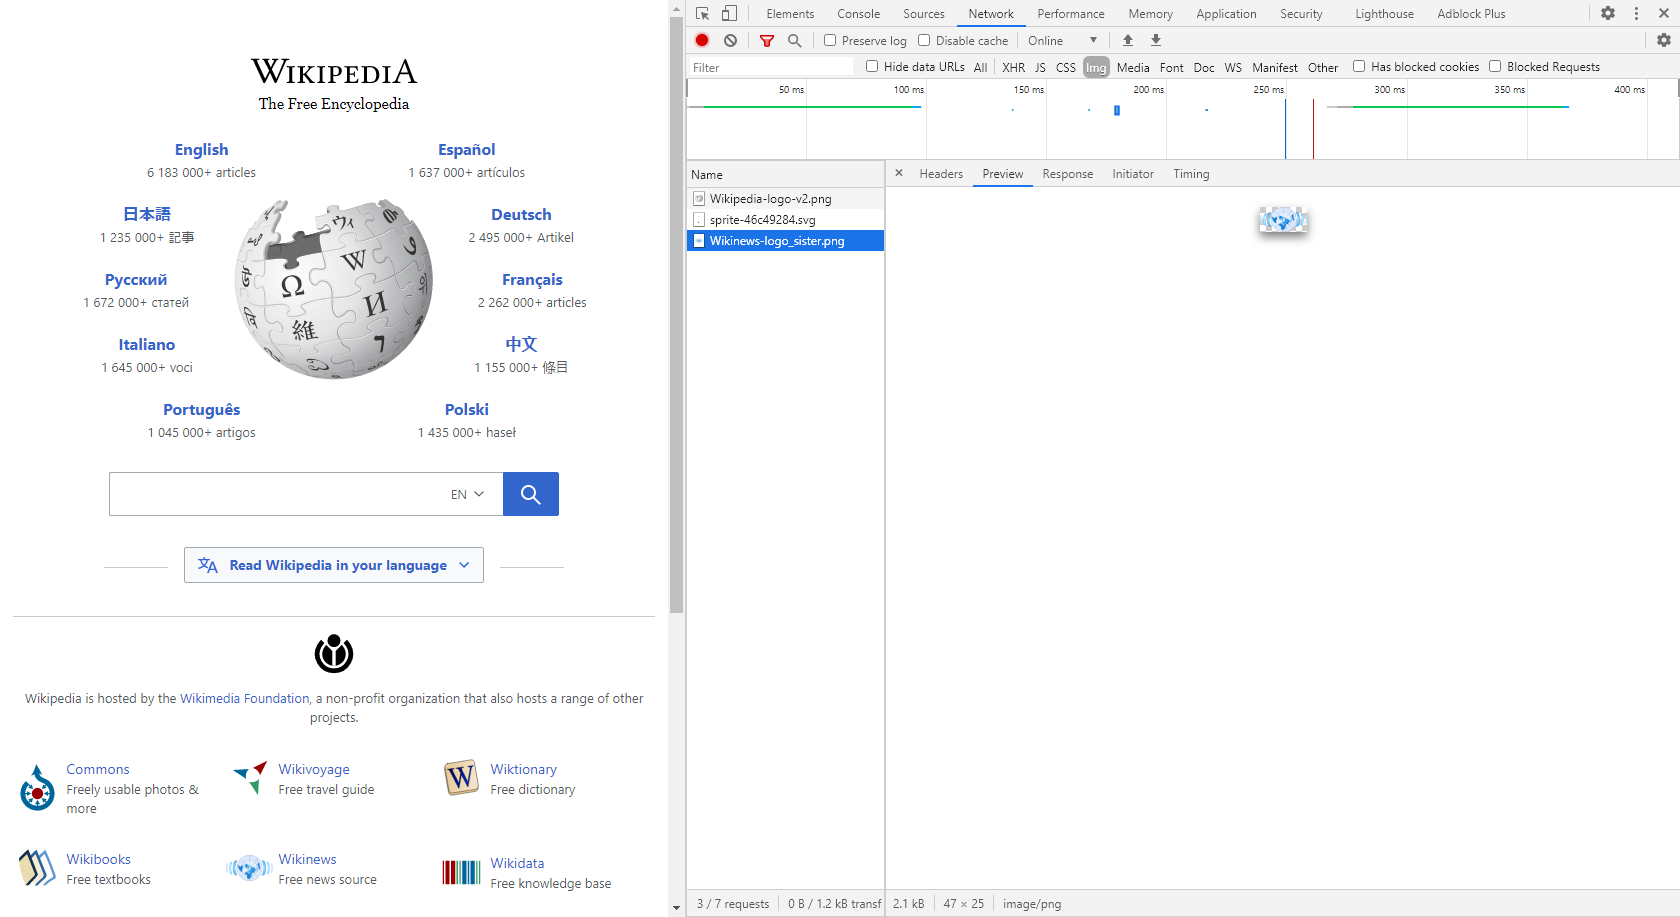 WIKIPEDIA
The Free Encyclopedia
English
6 183 000+ articles
Español
1 637 000+ artículos
日本語
1 235 000+ 記事
Deutsch
2 495 000+ Artikel
Русский
1 672 000+ статей
Français
2 262 000+ articles
Italiano
1 645 000+ voci
中文
1 155 000+ 條目
Português
1 045 000+ artigos
Polski
1 435 000+ haseł
Ω
W
И
維
EN
Read Wikipedia in your language
Wikipedia is hosted by the Wikimedia Foundation, a non-profit organization that also hosts a range of other
projects.
Commons
Freely usable photos &
more
Wikivoyage
Free travel guide
W
Wiktionary
Free dictionary
Wikibooks
Free textbooks
Wikinews
Free news source
Wikidata
Free knowledge base
Elements Console Sources Network Performance Memory Application Security Lighthouse Adblock Plus
Preserve log Disable cache Online
Filter Hide data URLs All XHR JS CSS Img Media Font Doc WS Manifest Other Has blocked cookies Blocked Requests
50 ms 100 ms 150 ms 200 ms 250 ms 300 ms 350 ms 400 ms
Name
Wikipedia-logo-v2.png
sprite-46c49284.svg
Wikinews-logo_sister.png
Headers Preview Response Initiator Timing
3 / 7 requests 0 B / 1.2 kB transf
2.1 kB 47 × 25 image/png